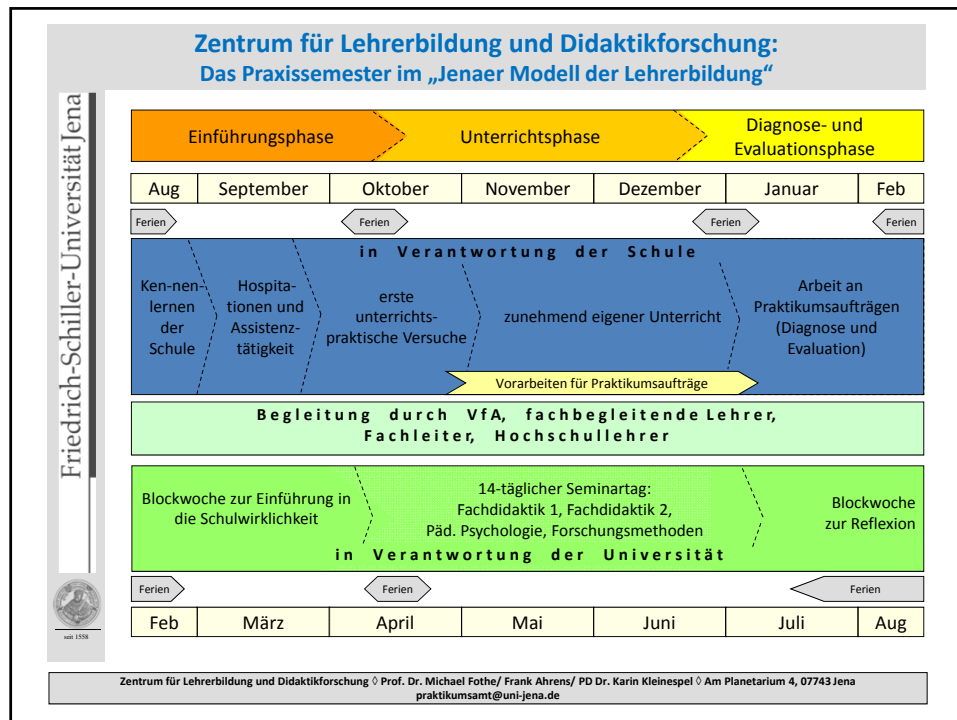 Zentrum für Lehrerbildung und Didaktikforschung:
Das Praxissemester im „Jenaer Modell der Lehrerbildung“
Friedrich-Schiller-Universität Jena
Einführungsphase
Unterrichtsphase
Diagnose- und
Evaluationsphase
Aug
September
Oktober
November
Dezember
Januar
Feb
Ferien
Ferien
Ferien
Ferien
in Verantwortung der Schule
Ken-nen-
lernen
der
Schule
Hospita-
tionen und
Assistenz-
tätigkeit
erste
unterrichts-
praktische Versuche
zunehmend eigener Unterricht
Arbeit an
Praktikumsaufträgen
(Diagnose und
Evaluation)
Vorarbeiten für Praktikumsaufträge
Begleitung durch VfA, fachbegleitende Lehrer,
Fachleiter, Hochschullehrer
Blockwoche zur Einführung in
die Schulwirklichkeit
14-täglicher Seminartag:
Fachdidaktik 1, Fachdidaktik 2,
Päd. Psychologie, Forschungsmethoden
Blockwoche
zur Reflexion
in Verantwortung der Universität
Ferien
Ferien
Ferien
Feb
März
April
Mai
Juni
Juli
Aug
seit 1558
Zentrum für Lehrerbildung und Didaktikforschung ◊ Prof. Dr. Michael Fothe/ Frank Ahrens/ PD Dr. Karin Kleinespel ◊ Am Planetarium 4, 07743 Jena
praktikumsamt@uni-jena.de